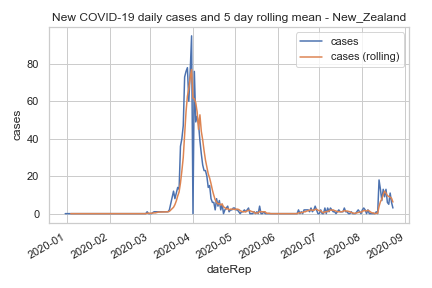 New COVID-19 daily cases and 5 day rolling mean - New_Zealand
cases
cases (rolling)
cases
80
60
40
20
0
2020-01
2020-02
2020-03
2020-04
2020-05
2020-06
2020-07
2020-08
2020-09
dateRep